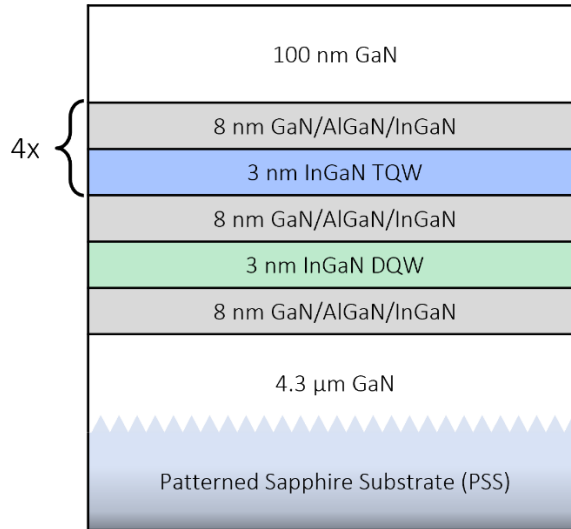 100 nm GaN
4x
8 nm GaN/AlGaN/InGaN
3 nm InGaN TQW
8 nm GaN/AlGaN/InGaN
3 nm InGaN DQW
8 nm GaN/AlGaN/InGaN
4.3 μm GaN
Patterned Sapphire Substrate (PSS)